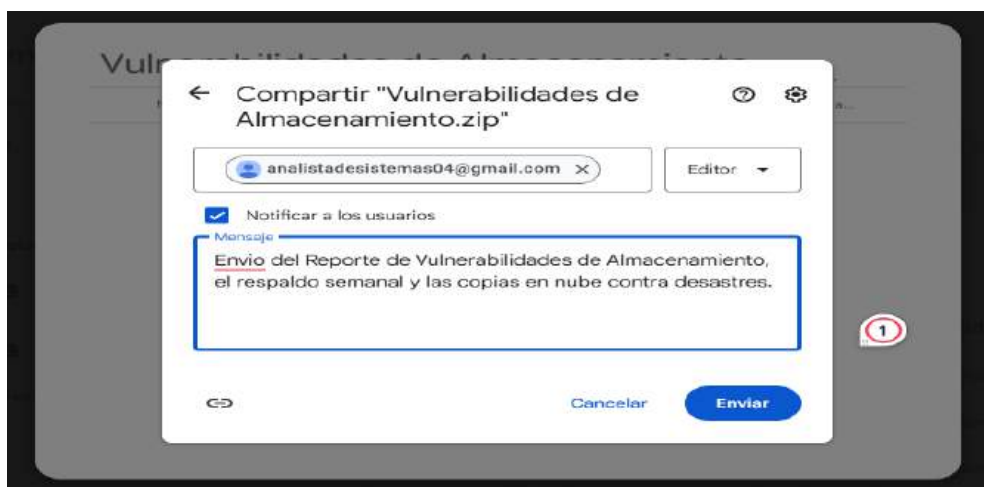 Compartir "Vulnerabilidades de
Almacenamiento.zip"
analistadesistemas04@gmail.com
Editor
Notificar a los usuarios
Mensaje
Envio del Reporte de Vulnerabilidades de Almacenamiento,
el respaldo semanal y las copias en nube contra desastres.
1
Cancelar
Enviar